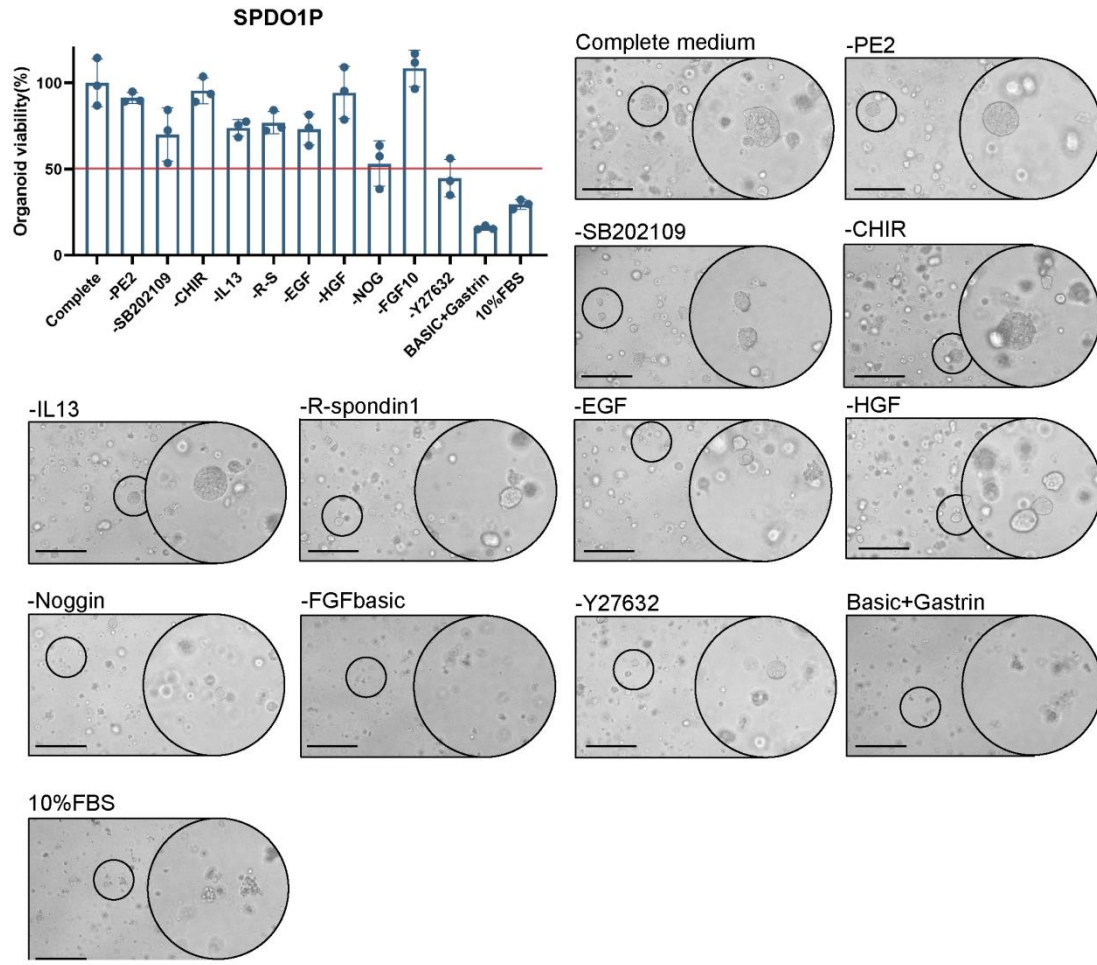 SPDO1P
Organoid viability(%)
100
50
0
Complete
-PE2
-SB202109
-CHIR
-IL13
-R-S
-EGF
-HGF
-NOG
-FGF10
-Y27632
BASIC+Gastrin
10%FBS
Complete medium
-PE2
-SB202109
-CHIR
-IL13
-R-spondin1
-EGF
-HGF
-Noggin
-FGFbasic
-Y27632
Basic+Gastrin
10%FBS